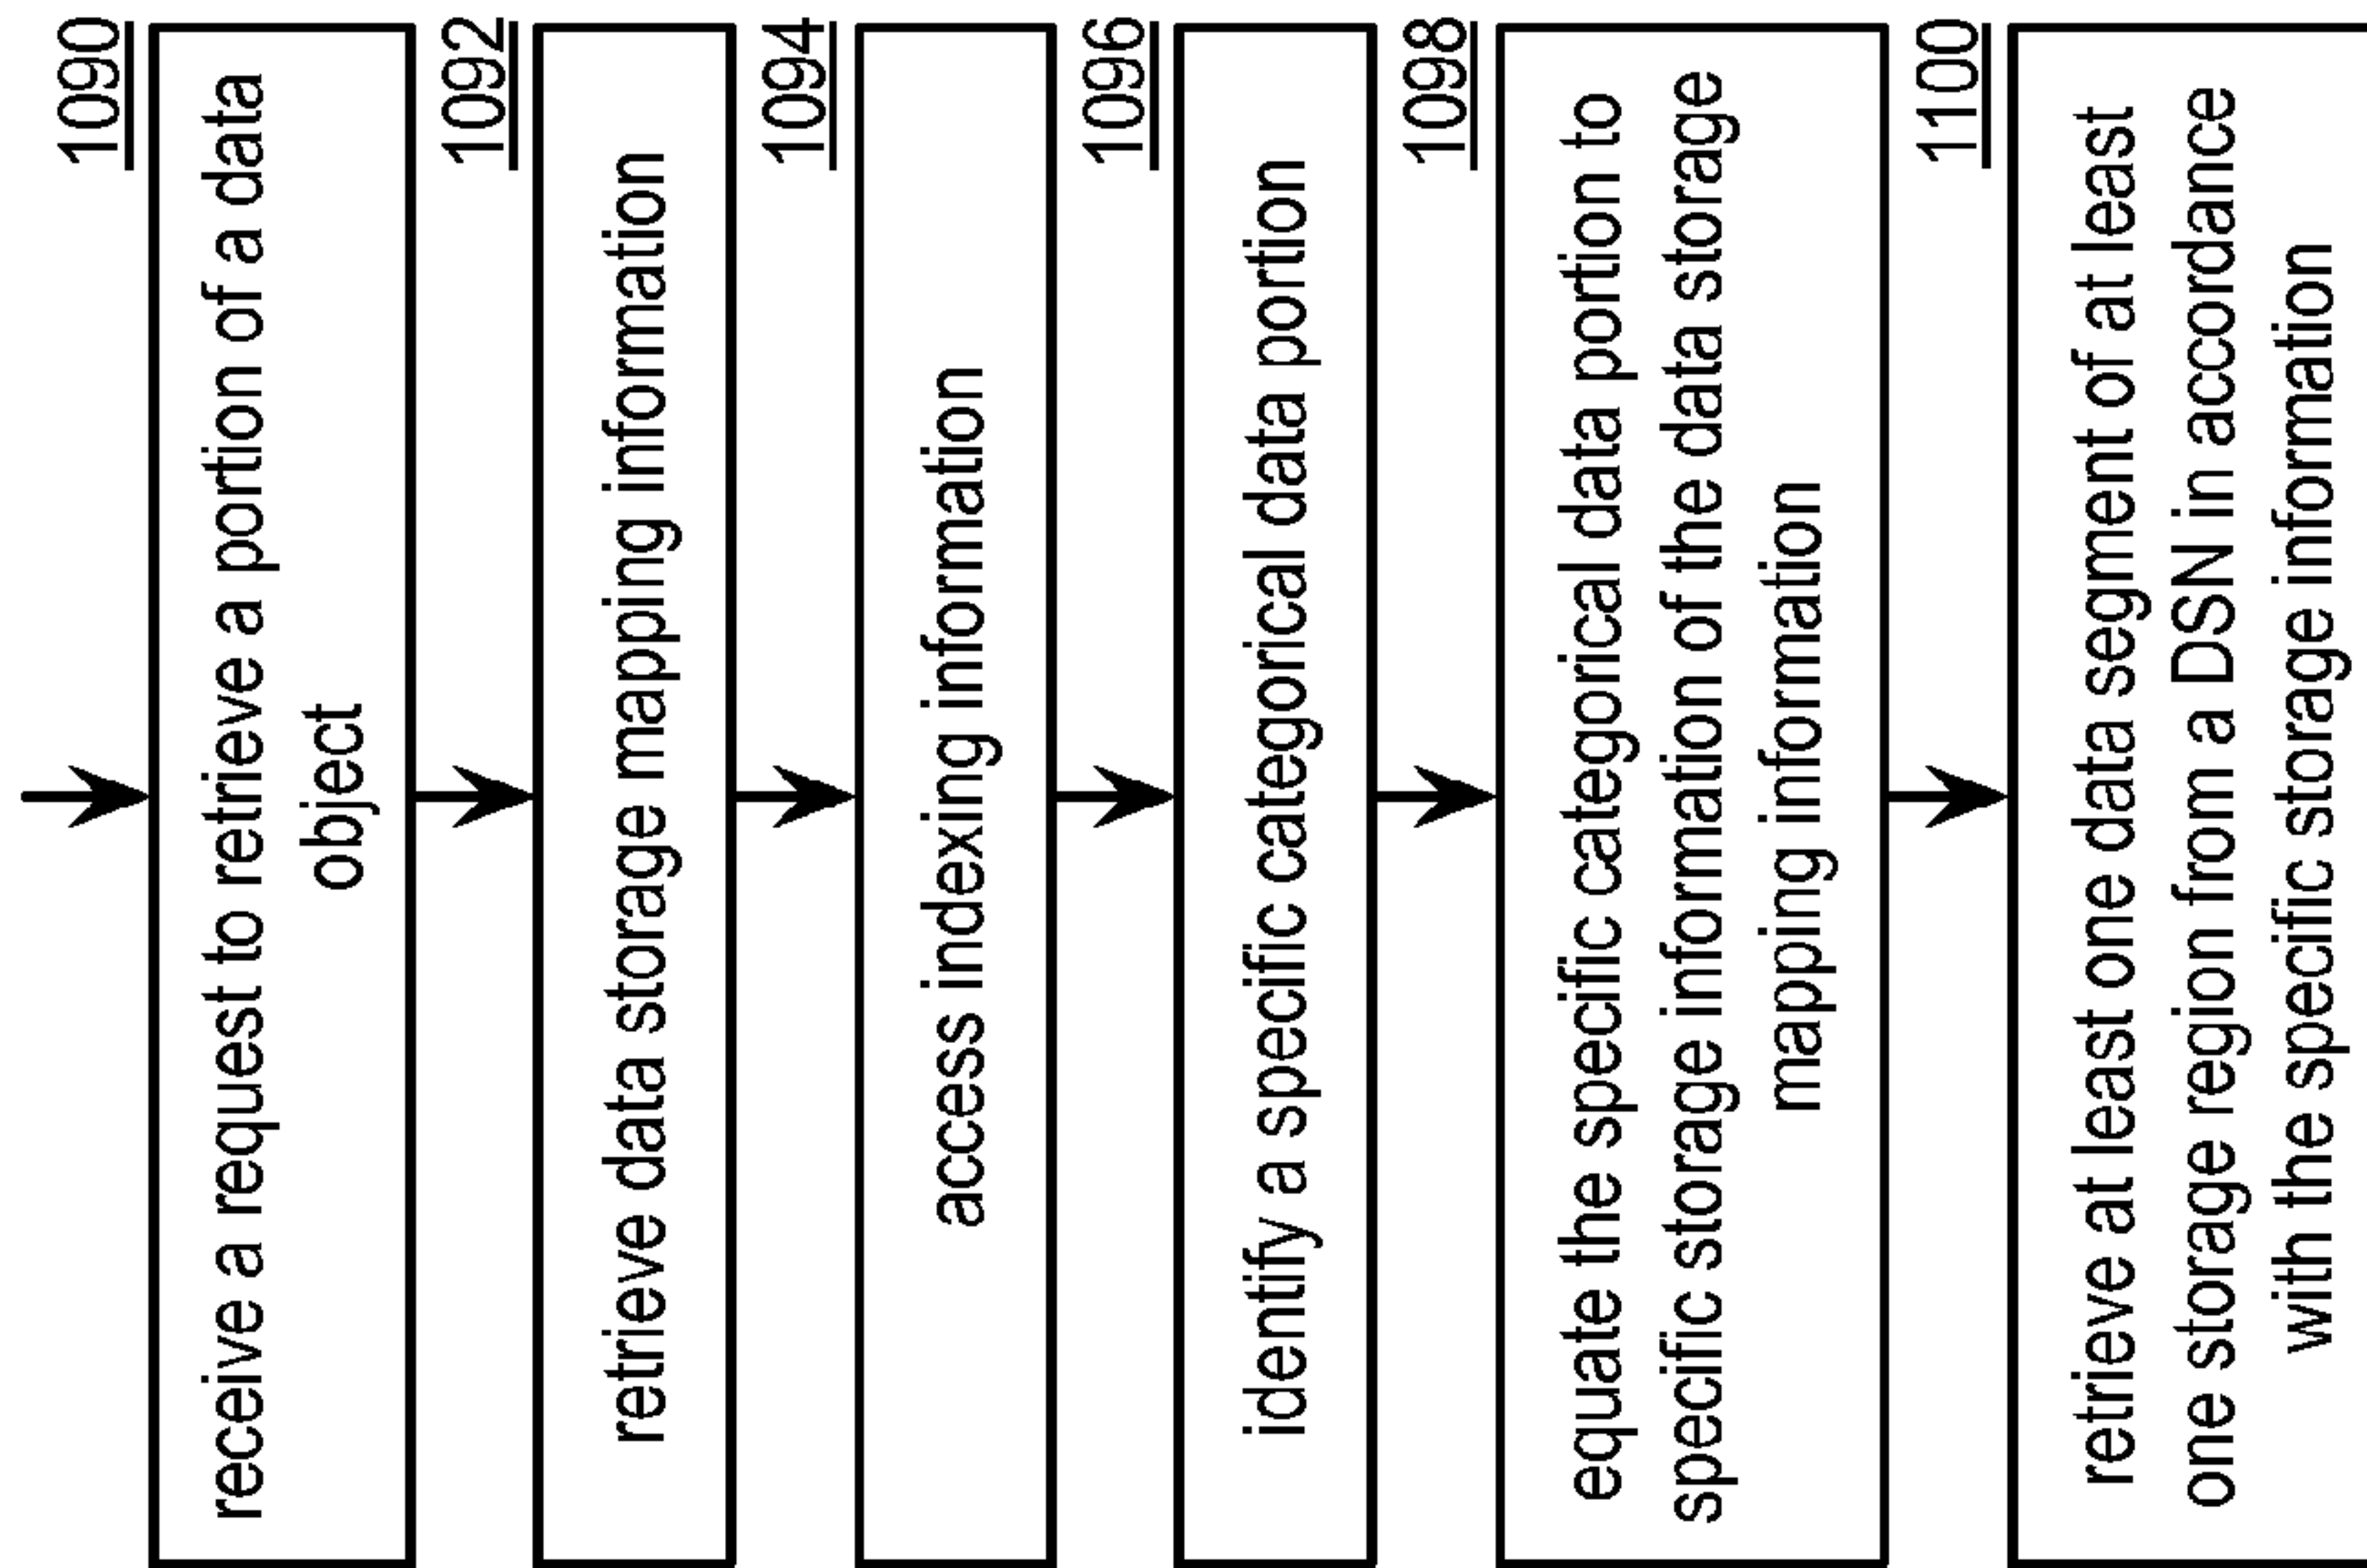 1090
receive a request to retrieve a portion of a data
object
1092
retrieve data storage mapping information
1094
access indexing information
1096
identify a specific categorical data portion
1098
equate the specific categorical data portion to
specific storage information of the data storage
mapping information
1100
retrieve at least one data segment of at least
one storage region from a DSN in accordance
with the specific storage information